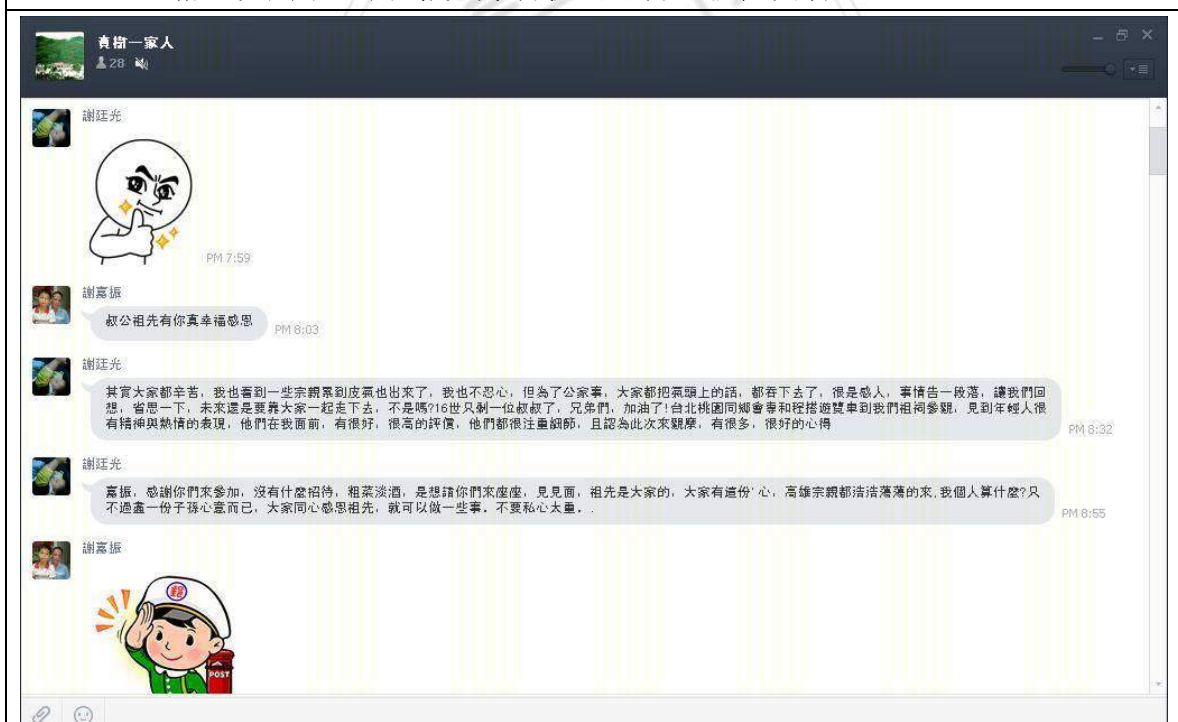 真樹一家人
28
謝廷光
PM 7:59
謝嘉振
叔公祖先有你真幸福感恩
PM 8:03
謝廷光
其實大家都辛苦，我也看到一些宗親累到皮氣也出來了，我也不忍心，但為了公家事，大家都把氣頭上的話，都吞下去了，很是感人，事情告一段落，讓我們回
想，省思一下，未來還是要靠大家一起走下去，不是嗎?16世只剩一位叔叔了，兄弟們，加油了!台北桃園同鄉會專和程搭遊覽車到我們祖祠參觀，見到年輕人很
有精神與熱情的表現，他們在我面前，有很好，很高的評價，他們都很注重細節，且認為此次來觀摩，有很多，很好的心得
PM 8:32
謝廷光
嘉振，感謝你們來參加，沒有什麼招待，粗菜淡酒，是想請你們來座座，見見面，祖先是大家的，大家有這份'心，高雄宗親都浩浩蕩蕩的來,我個人算什麼?只
不過盡一份子孫心意而已，大家同心感恩祖先，就可以做一些事．不要私心太重．.
PM 8:55
謝嘉振
郵
POST